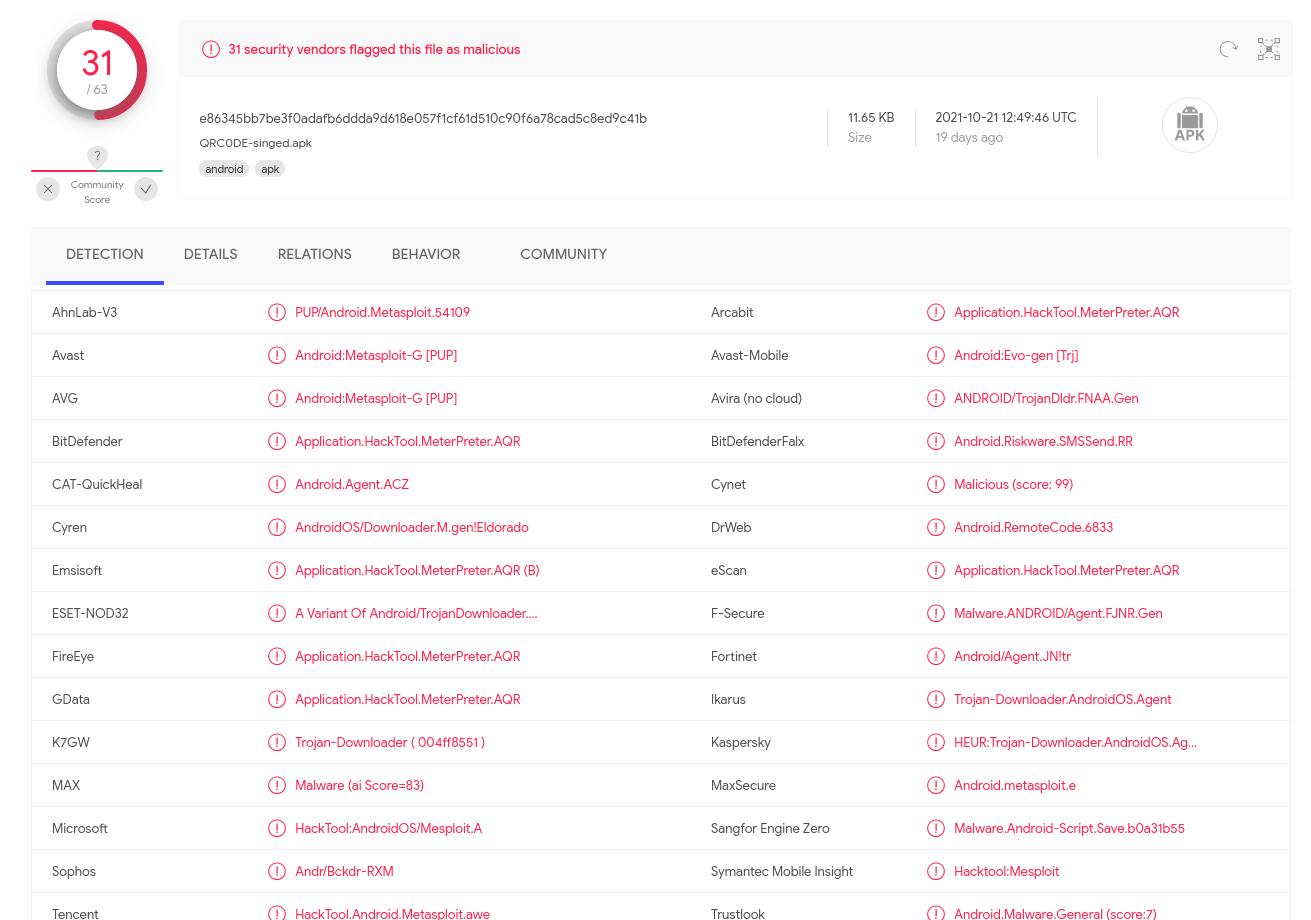 31
/ 63
?
Community
Score
31 security vendors flagged this file as malicious
e86345bb7be3f0adafb6ddda9d618e057f1cf61d510c90f6a78cad5c8ed9c41b
QRC0DE-singed.apk
android apk
11.65 KB
Size
2021-10-21 12:49:46 UTC
19 days ago
APK
DETECTION DETAILS RELATIONS BEHAVIOR COMMUNITY
AhnLab-V3 PUP/Android.Metasploit.54109 Arcabit Application.HackTool.MeterPreter.AQR
Avast Android:Metasploit-G [PUP] Avast-Mobile Android:Evo-gen [Trj]
AVG Android:Metasploit-G [PUP] Avira (no cloud) ANDROID/TrojanDldr.FNAA.Gen
BitDefender Application.HackTool.MeterPreter.AQR BitDefenderFalx Android.Riskware.SMSSend.RR
CAT-QuickHeal Android.Agent.ACZ Cynet Malicious (score: 99)
Cyren AndroidOS/Downloader.M.gen!Eldorado DrWeb Android.RemoteCode.6833
Emsisoft Application.HackTool.MeterPreter.AQR (B) eScan Application.HackTool.MeterPreter.AQR
ESET-NOD32 A Variant Of Android/TrojanDownloader.... F-Secure Malware.ANDROID/Agent.FJNR.Gen
FireEye Application.HackTool.MeterPreter.AQR Fortinet Android/Agent.JN!tr
GData Application.HackTool.MeterPreter.AQR Ikarus Trojan-Downloader.AndroidOS.Agent
K7GW Trojan-Downloader ( 004ff8551 ) Kaspersky HEUR:Trojan-Downloader.AndroidOS.Ag...
MAX Malware (ai Score=83) MaxSecure Android.metasploit.e
Microsoft HackTool:AndroidOS/Mesploit.A Sangfor Engine Zero Malware.Android-Script.Save.b0a31b55
Sophos Andr/Bckdr-RXM Symantec Mobile Insight Hacktool:Mesploit
Tencent HackTool.Android.Metasploit.awe Trustlook Android.Malware.General (score:7)